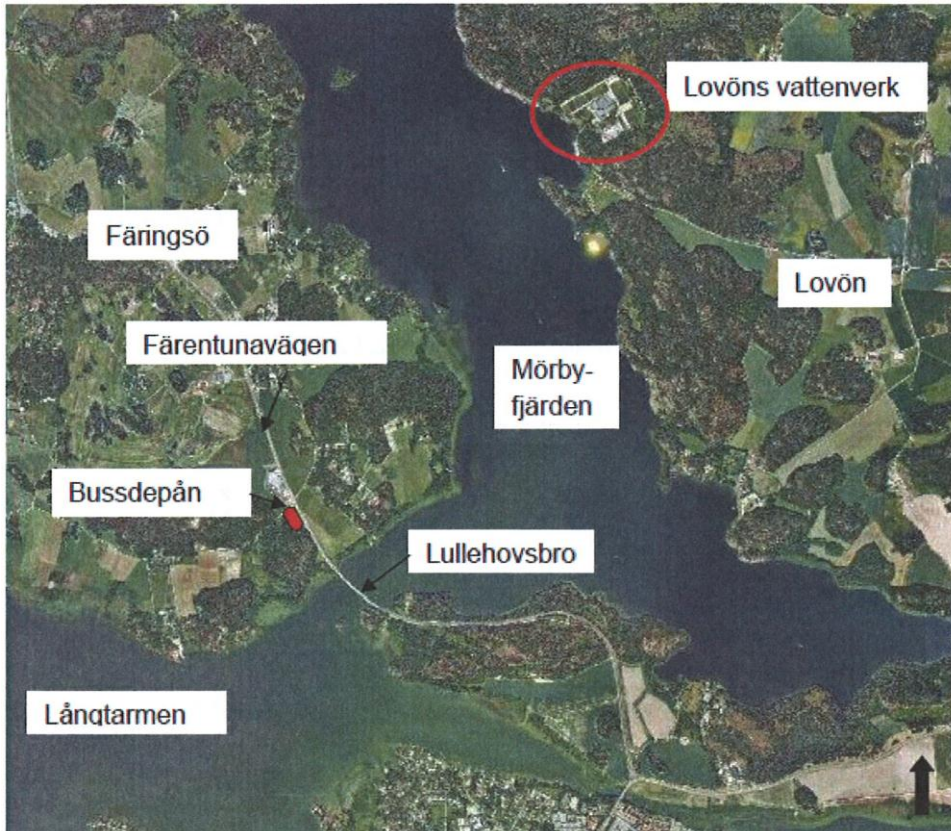 Lovöns vattenverk
Färingsö
Lovön
Färentunavägen
Mörby-
fjärden
Bussdepån
Lullehovsbro
Långtarmen